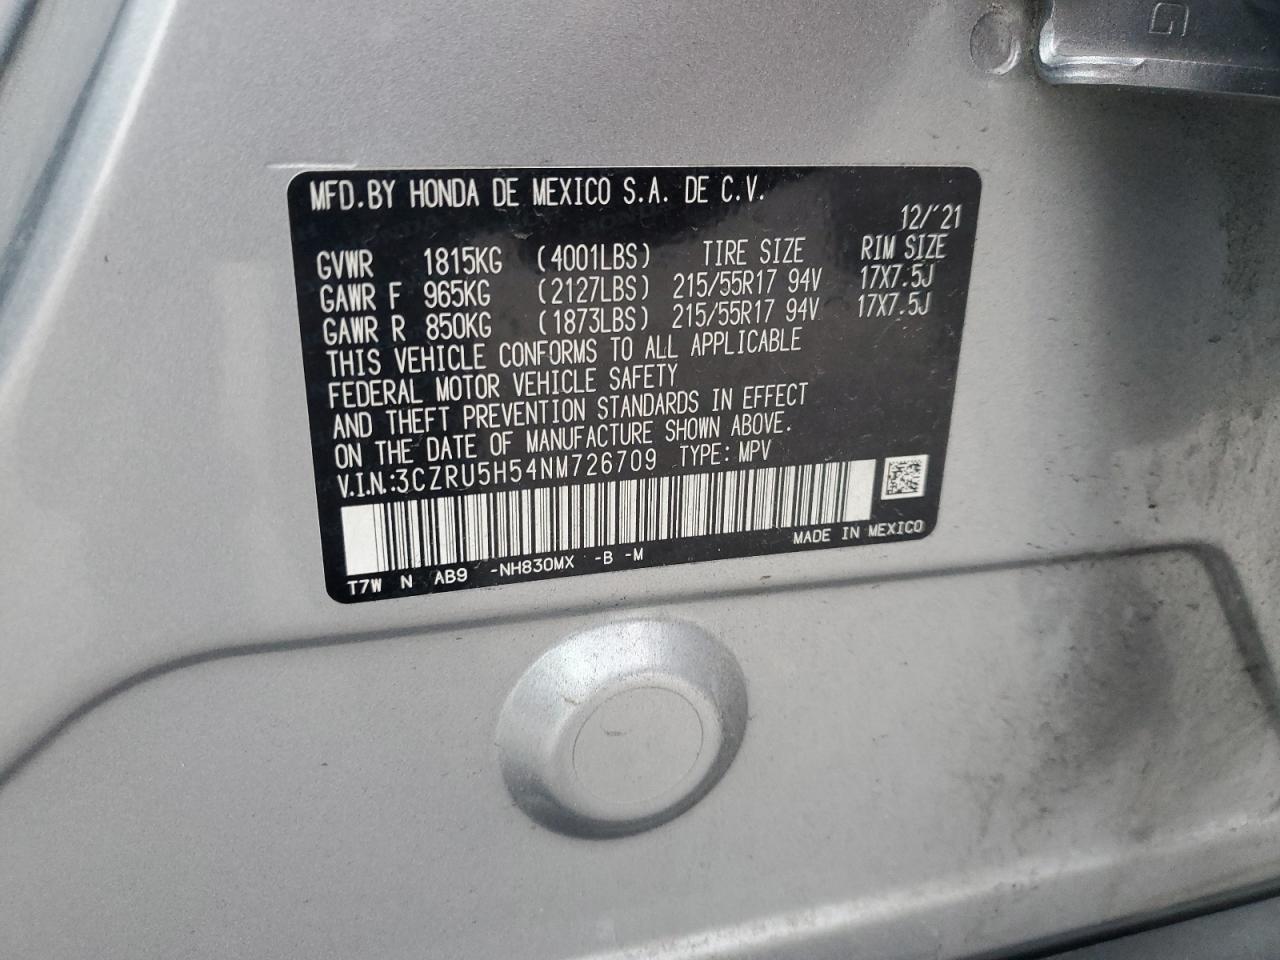 MFD.BY HONDA DE MEXICO S.A. DE C.V.
12/'21
GVWR 1815KG (4001LBS) TIRE SIZE RIM SIZE
GAWR F 965KG (2127LBS) 215/55R17 94V 17X7.5J
GAWR R 850KG (1873LBS) 215/55R17 94V 17X7.5J
THIS VEHICLE CONFORMS TO ALL APPLICABLE
FEDERAL MOTOR VEHICLE SAFETY
AND THEFT PREVENTION STANDARDS IN EFFECT
ON THE DATE OF MANUFACTURE SHOWN ABOVE.
V.I.N.:3CZRU5H54NM726709 TYPE:MPV
MADE IN MEXICO
T7W N AB9 -NH830MX -B -M